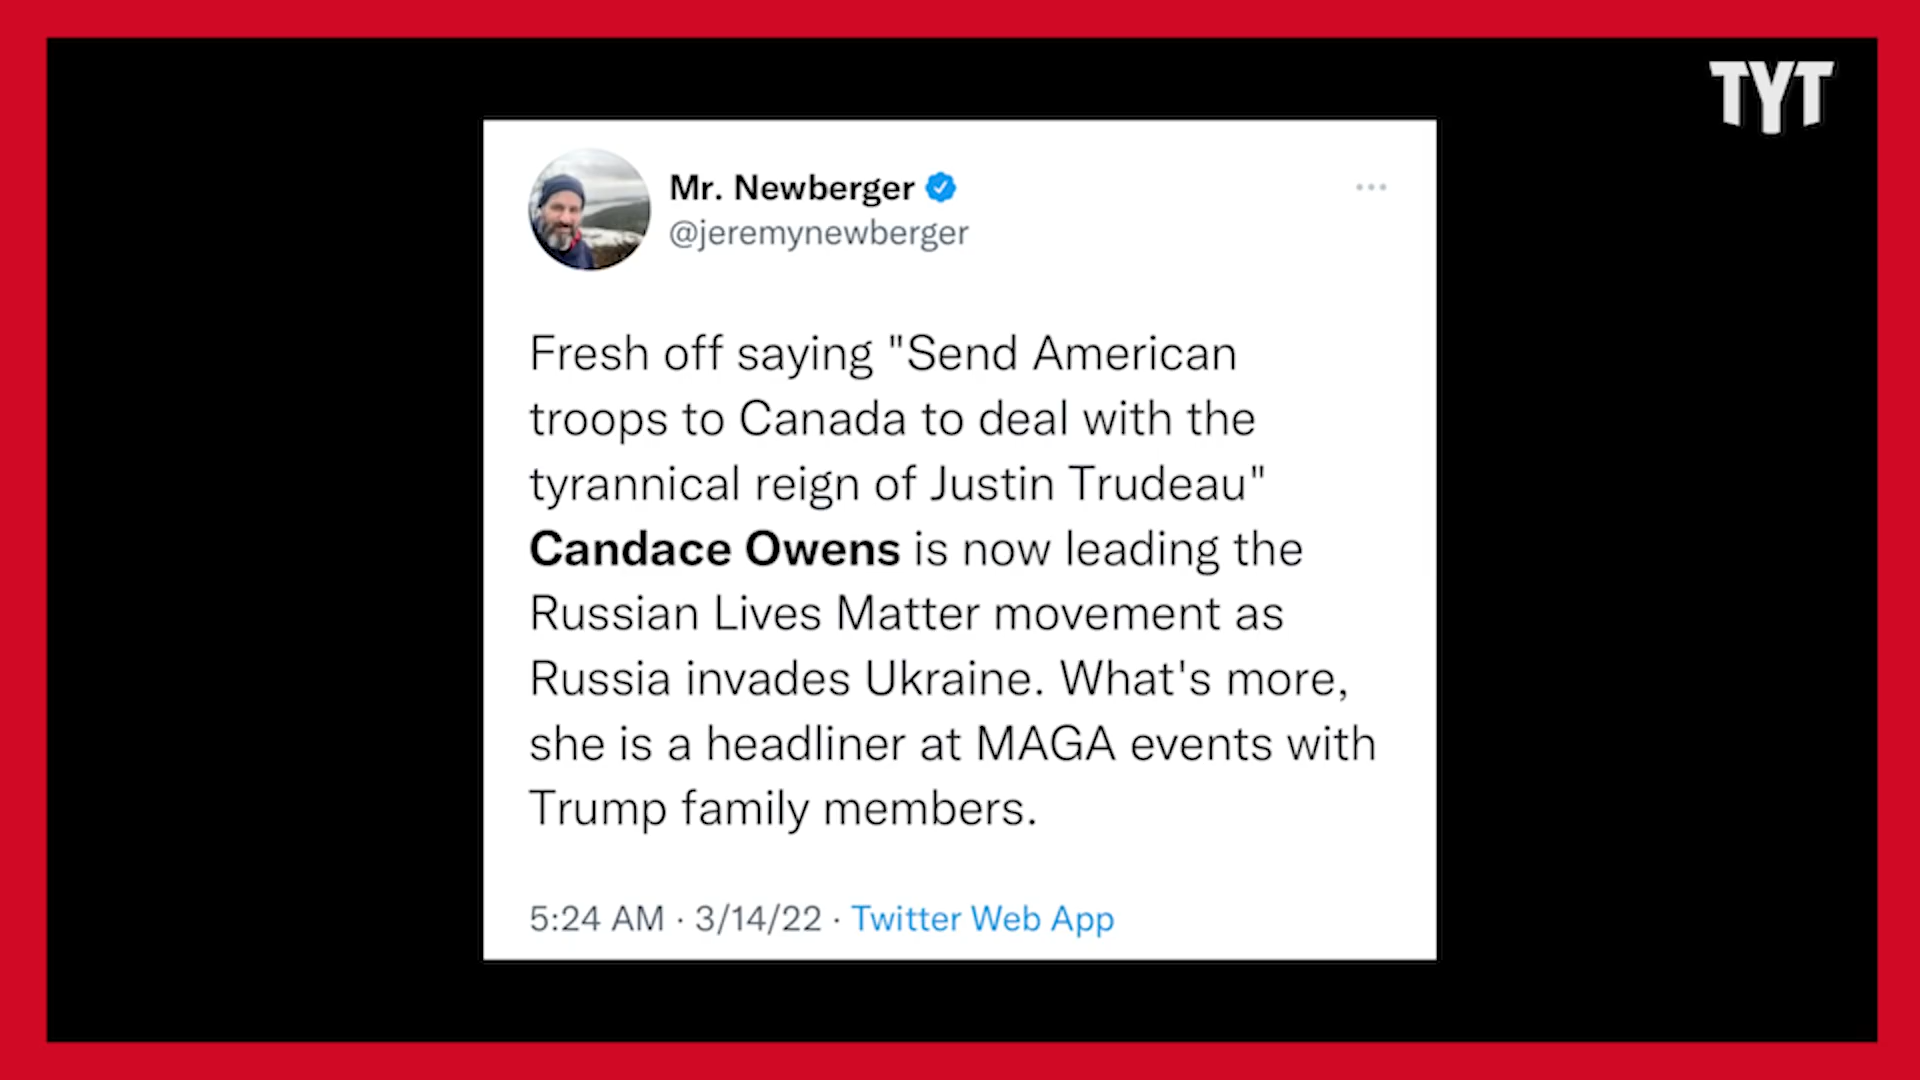 TYT
Mr. Newberger
@jeremynewberger
Fresh off saying "Send American
troops to Canada to deal with the
tyrannical reign of Justin Trudeau"
Candace Owens is now leading the
Russian Lives Matter movement as
Russia invades Ukraine. What's more,
she is a headliner at MAGA events with
Trump family members.
5:24 AM · 3/14/22 · Twitter Web App